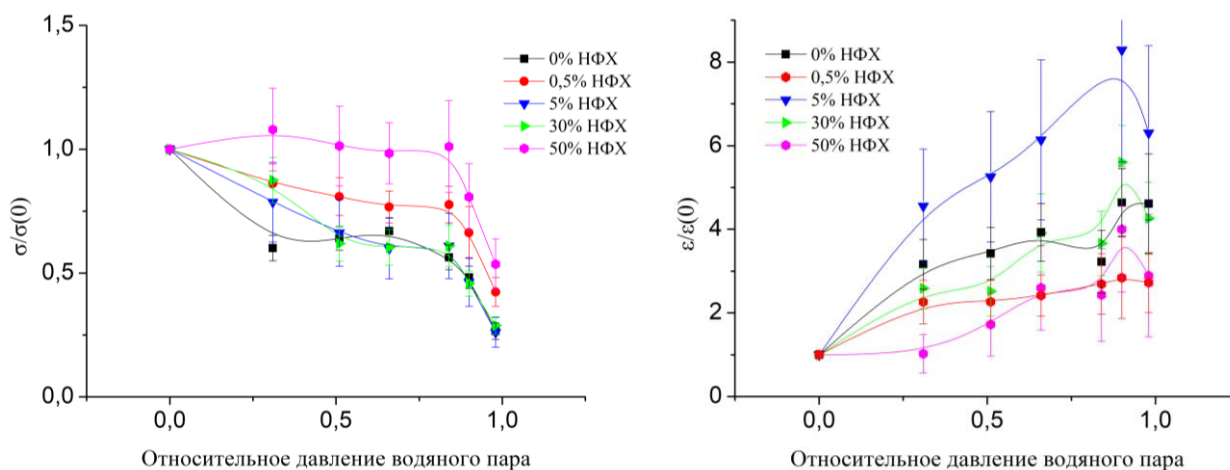 1,5
1,0
0,5
0,0
σ/σ(0)
0% НФХ
0,5% НФХ
5% НФХ
30% НФХ
50% НФХ
0,0 0,5 1,0
Относительное давление водяного пара
8
6
4
2
0
ε/ε(0)
0% НФХ
0,5% НФХ
5% НФХ
30% НФХ
50% НФХ
0,0 0,5 1,0
Относительное давление водяного пара